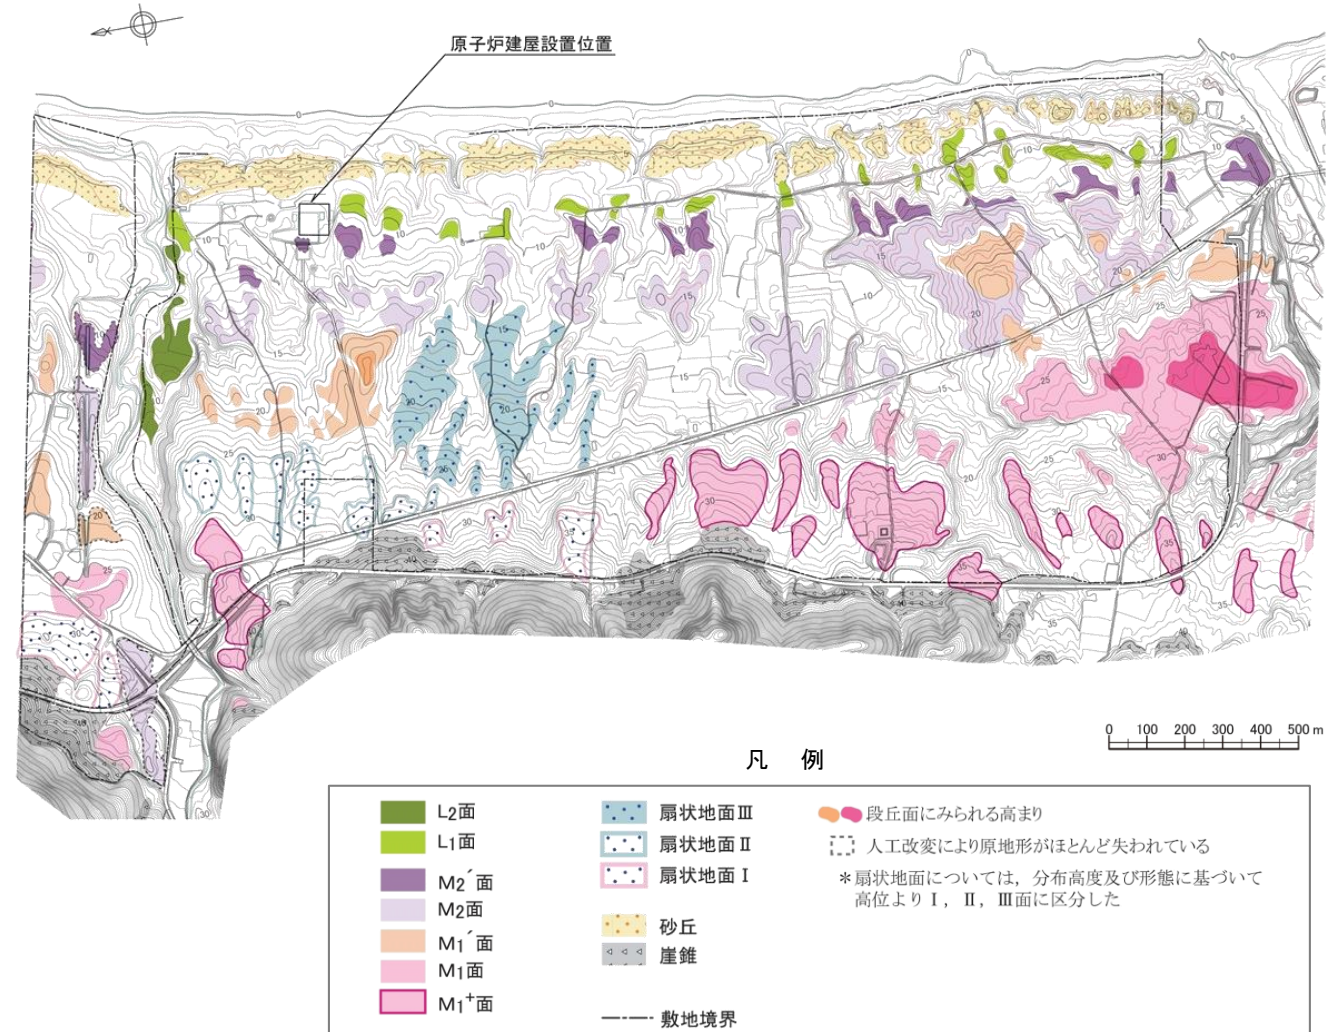 原子炉建屋設置位置
0 100 200 300 400 500 m
凡 例
L2面
L1面
M2´面
M2面
M1´面
M1面
M1+面
扇状地面Ⅲ
扇状地面Ⅱ
扇状地面Ⅰ
砂丘
崖錐
敷地境界
段丘面にみられる高まり
人工改変により原地形がほとんど失われている
*扇状地面については，分布高度及び形態に基づいて
高位よりⅠ，Ⅱ，Ⅲ面に区分した